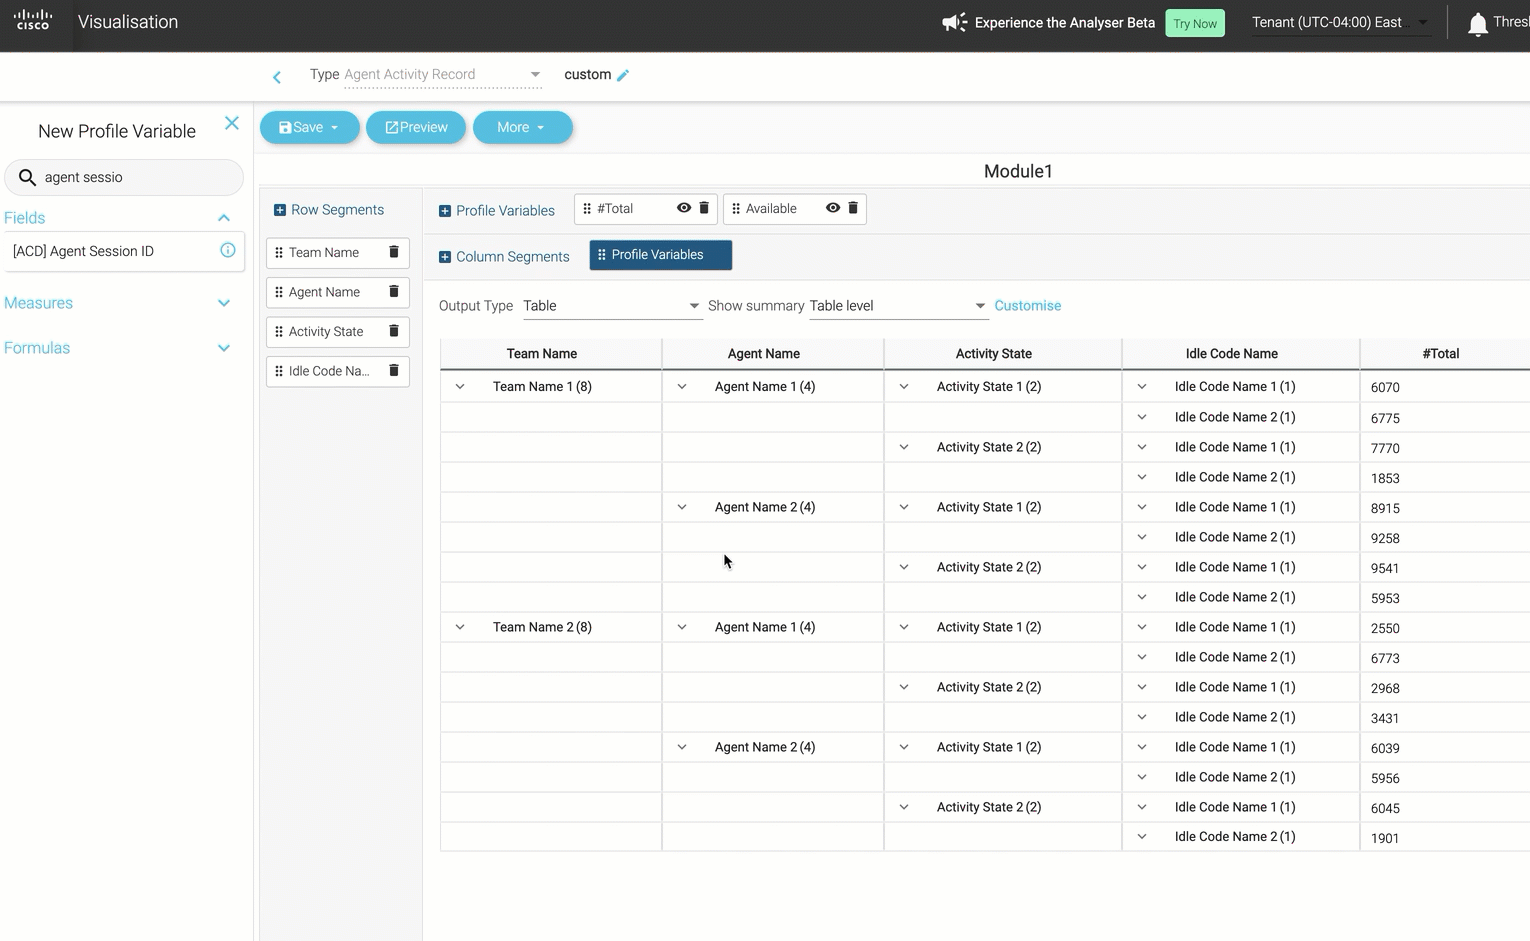 cisco
Visualisation
Experience the Analyser Beta
Try Now
Tenant (UTC-04:00) East
Type Agent Activity Record
custom
New Profile Variable
agent sessio
Fields
[ACD] Agent Session ID
Measures
Formulas
Save
Preview
More
Module1
Row Segments
Team Name
Agent Name
Activity State
Idle Code Na...
Profile Variables
#Total
Available
Column Segments
Profile Variables
Output Type Table Show summary Table level Customise
Team Name Agent Name Activity State Idle Code Name #Total
Team Name 1 (8) Agent Name 1 (4) Activity State 1 (2) Idle Code Name 1 (1) 6070
Idle Code Name 2 (1) 6775
Activity State 2 (2) Idle Code Name 1 (1) 7770
Idle Code Name 2 (1) 1853
Agent Name 2 (4) Activity State 1 (2) Idle Code Name 1 (1) 8915
Idle Code Name 2 (1) 9258
Activity State 2 (2) Idle Code Name 1 (1) 9541
Idle Code Name 2 (1) 5953
Team Name 2 (8) Agent Name 1 (4) Activity State 1 (2) Idle Code Name 1 (1) 2550
Idle Code Name 2 (1) 6773
Activity State 2 (2) Idle Code Name 1 (1) 2968
Idle Code Name 2 (1) 3431
Agent Name 2 (4) Activity State 1 (2) Idle Code Name 1 (1) 6039
Idle Code Name 2 (1) 5956
Activity State 2 (2) Idle Code Name 1 (1) 6045
Idle Code Name 2 (1) 1901